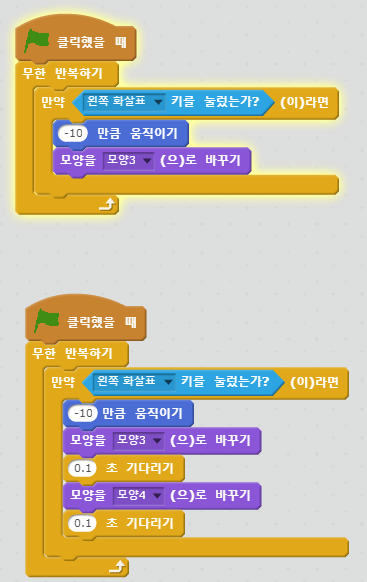 클릭했을 때
무한 반복하기
만약 왼쪽 화살표 키를 눌렀는가? (이)라면
-10 만큼 움직이기
모양을 모양3 (으)로 바꾸기
클릭했을 때
무한 반복하기
만약 왼쪽 화살표 키를 눌렀는가? (이)라면
-10 만큼 움직이기
모양을 모양3 (으)로 바꾸기
0.1 초 기다리기
모양을 모양4 (으)로 바꾸기
0.1 초 기다리기